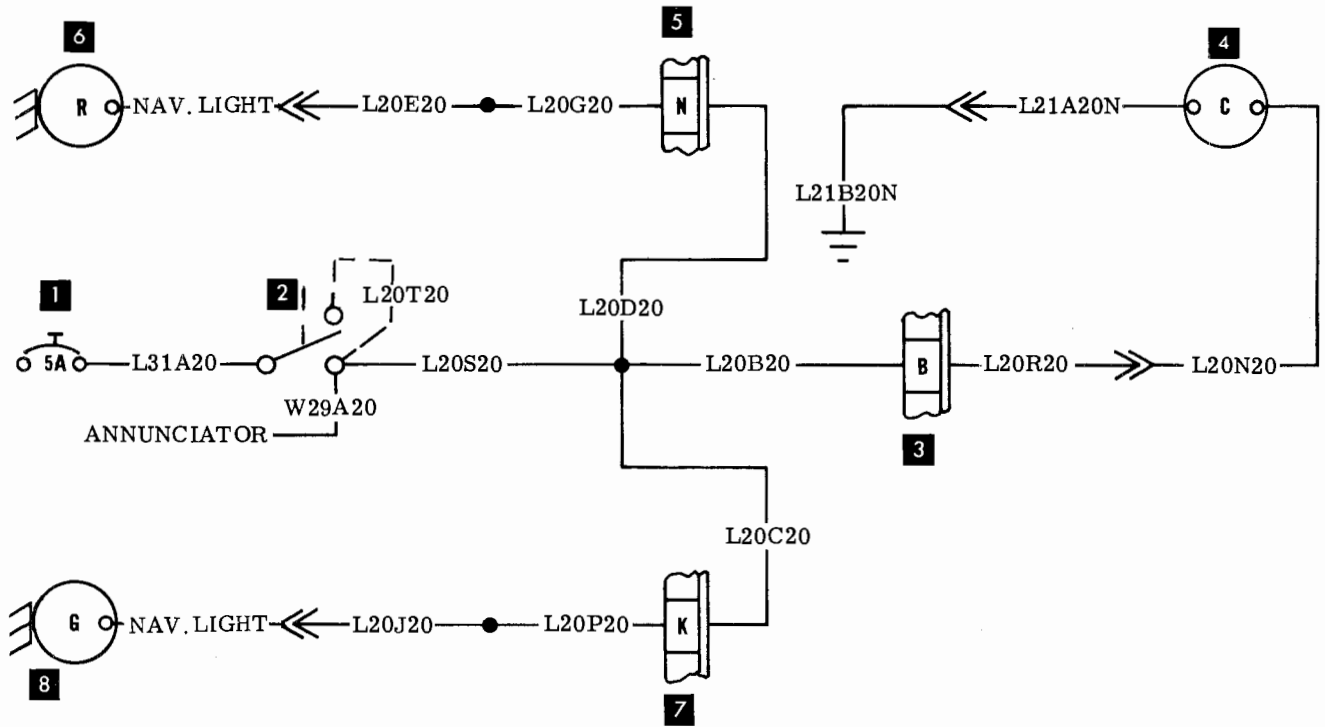 6
5
4
R
NAV. LIGHT
L20E20
L20G20
N
L21A20N
C
L21B20N
1
2
L20T20
L20D20
5A
L31A20
L20S20
L20B20
B
L20R20
L20N20
W29A20
ANNUNCIATOR
3
L20C20
G
NAV. LIGHT
L20J20
L20P20
K
8
7